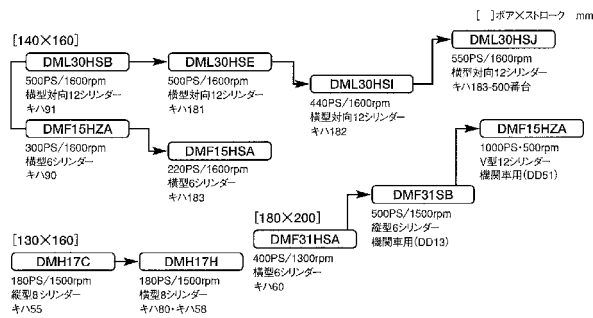 [ ]ボア×ストローク mm
[140×160]
DML30HSB
500PS/1600rpm
横型対向12シリンダー
キハ91
DML30HSE
500PS/1600rpm
横型対向12シリンダー
キハ181
DML30HSI
440PS/1600rpm
横型対向12シリンダー
キハ182
DML30HSJ
550PS/1600rpm
横型対向12シリンダー
キハ183-500番台
DMF15HZA
300PS/1600rpm
横型6シリンダー
キハ90
DMF15HSA
220PS/1600rpm
横型6シリンダー
キハ183
[180×200]
DMF31HSA
400PS/1300rpm
横型6シリンダー
キハ60
DMF31SB
500PS/1500rpm
縦型6シリンダー
機関車用(DD13)
DMF15HZA
1000PS・500rpm
V型12シリンダー
機関車用(DD51)
[130×160]
DMH17C
180PS/1500rpm
縦型8シリンダー
キハ55
DMH17H
180PS/1500rpm
横型8シリンダー
キハ80・キハ58